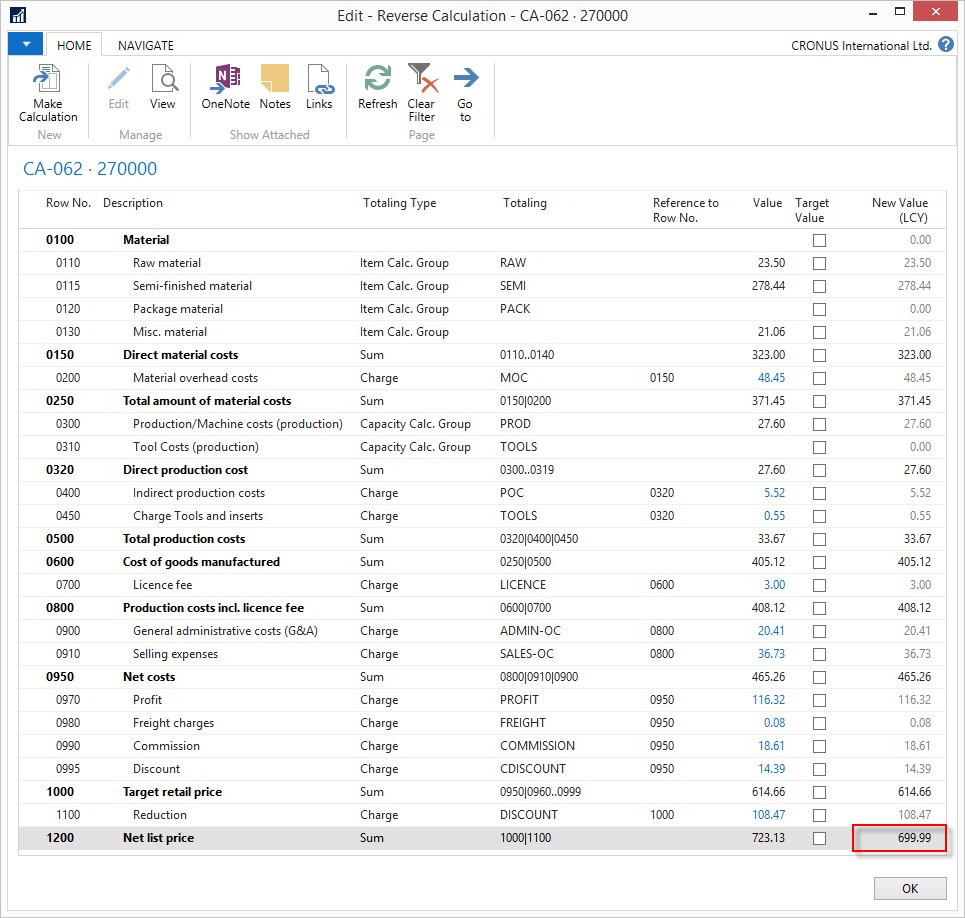 Edit - Reverse Calculation - CA-062 · 270000
HOME NAVIGATE CRONUS International Ltd. ?
Make Calculation Edit View OneNote Notes Links Refresh Clear Filter Go to
New Manage Show Attached Page
CA-062 · 270000
Row No. Description Totaling Type Totaling Reference to Row No. Value Target Value New Value (LCY)
0100 Material 0.00
0110 Raw material Item Calc. Group RAW 23.50 23.50
0115 Semi-finished material Item Calc. Group SEMI 278.44 278.44
0120 Package material Item Calc. Group PACK 0.00
0130 Misc. material Item Calc. Group 21.06 21.06
0150 Direct material costs Sum 0110..0140 323.00 323.00
0200 Material overhead costs Charge MOC 0150 48.45 48.45
0250 Total amount of material costs Sum 0150|0200 371.45 371.45
0300 Production/Machine costs (production) Capacity Calc. Group PROD 27.60 27.60
0310 Tool Costs (production) Capacity Calc. Group TOOLS 0.00
0320 Direct production cost Sum 0300..0319 27.60 27.60
0400 Indirect production costs Charge POC 0320 5.52 5.52
0450 Charge Tools and inserts Charge TOOLS 0320 0.55 0.55
0500 Total production costs Sum 0320|0400|0450 33.67 33.67
0600 Cost of goods manufactured Sum 0250|0500 405.12 405.12
0700 Licence fee Charge LICENCE 0600 3.00 3.00
0800 Production costs incl. licence fee Sum 0600|0700 408.12 408.12
0900 General administrative costs (G&A) Charge ADMIN-OC 0800 20.41 20.41
0910 Selling expenses Charge SALES-OC 0800 36.73 36.73
0950 Net costs Sum 0800|0910|0900 465.26 465.26
0970 Profit Charge PROFIT 0950 116.32 116.32
0980 Freight charges Charge FREIGHT 0950 0.08 0.08
0990 Commission Charge COMMISSION 0950 18.61 18.61
0995 Discount Charge CDISCOUNT 0950 14.39 14.39
1000 Target retail price Sum 0950|0960..0999 614.66 614.66
1100 Reduction Charge DISCOUNT 1000 108.47 108.47
1200 Net list price Sum 1000|1100 723.13 699.99
OK